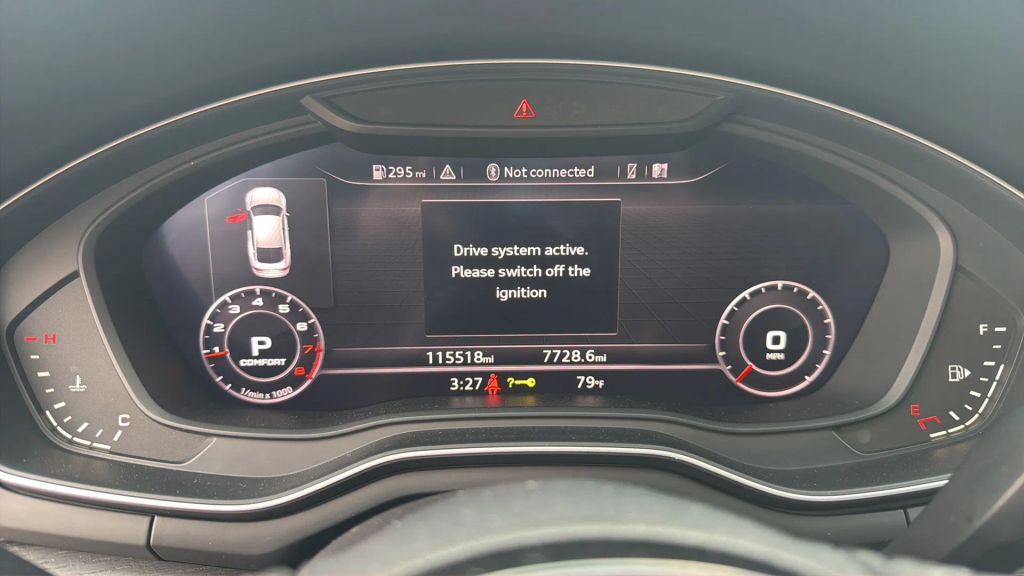 295 mi
Not connected
Drive system active.
Please switch off the
ignition
1 2 3 4 5 6 7 8
P
COMFORT
1/min x 1000
0
MPH
115518mi 7728.6mi
3:27 ? 79°F
H
C
F
E